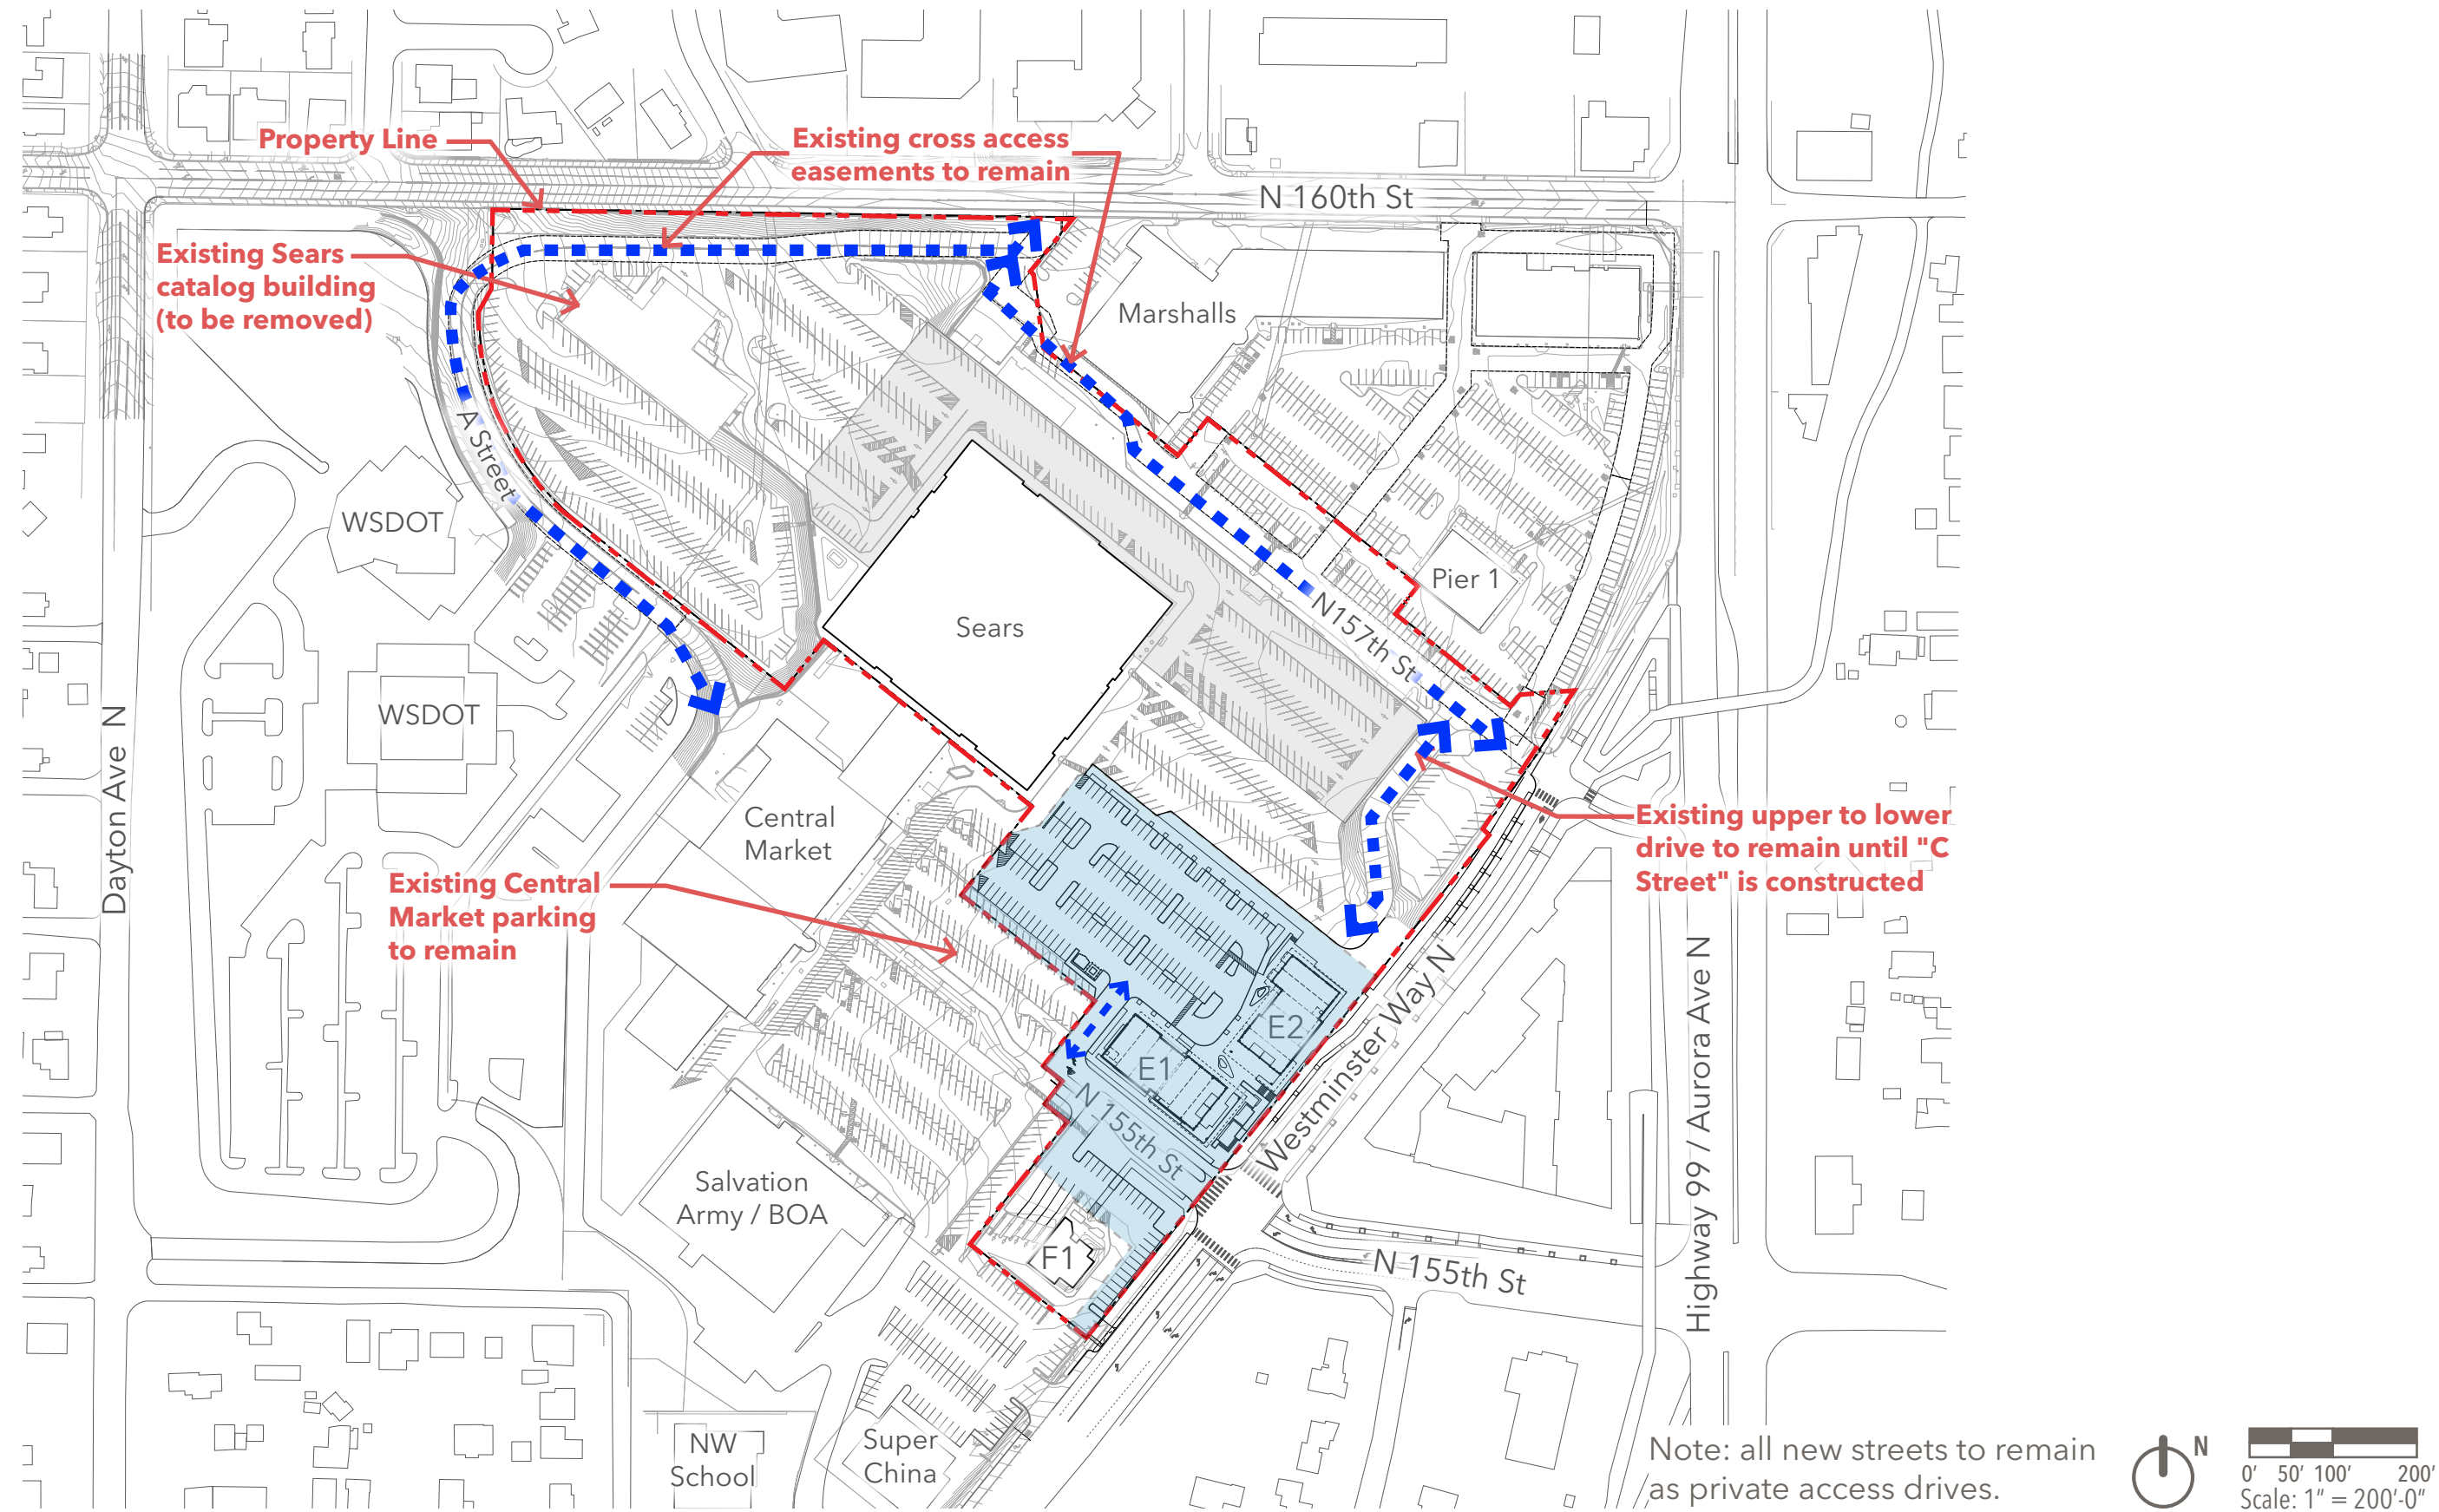 Property Line
Existing cross access
easements to remain
N 160th St
Existing Sears
catalog building
(to be removed)
Marshalls
A Street
WSDOT
Pier 1
Sears
N157th St
WSDOT
Dayton Ave N
Central
Market
Existing upper to lower
drive to remain until "C
Street" is constructed
Existing Central
Market parking
to remain
E2
E1
Westminster Way N
Highway 99 / Aurora Ave N
N 155th St
Salvation
Army / BOA
F1
N 155th St
NW
School
Super
China
Note: all new streets to remain
as private access drives.
N
0' 50' 100' 200'
Scale: 1" = 200'-0"